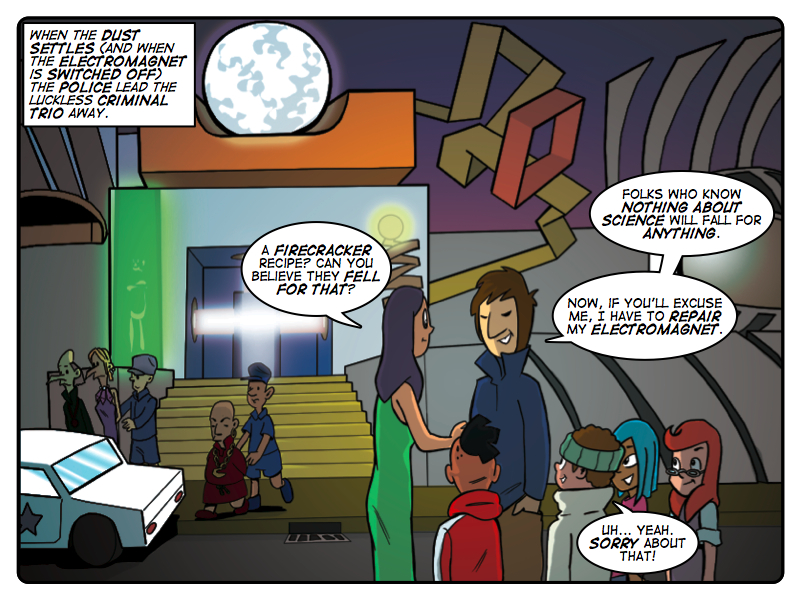 WHEN THE DUST
SETTLES (AND WHEN
THE ELECTROMAGNET
IS SWITCHED OFF)
THE POLICE LEAD THE
LUCKLESS CRIMINAL
TRIO AWAY.
A FIRECRACKER
RECIPE? CAN YOU
BELIEVE THEY FELL
FOR THAT?
FOLKS WHO KNOW
NOTHING ABOUT
SCIENCE WILL FALL FOR
ANYTHING.
NOW, IF YOU'LL EXCUSE
ME, I HAVE TO REPAIR
MY ELECTROMAGNET.
UH... YEAH.
SORRY ABOUT
THAT!